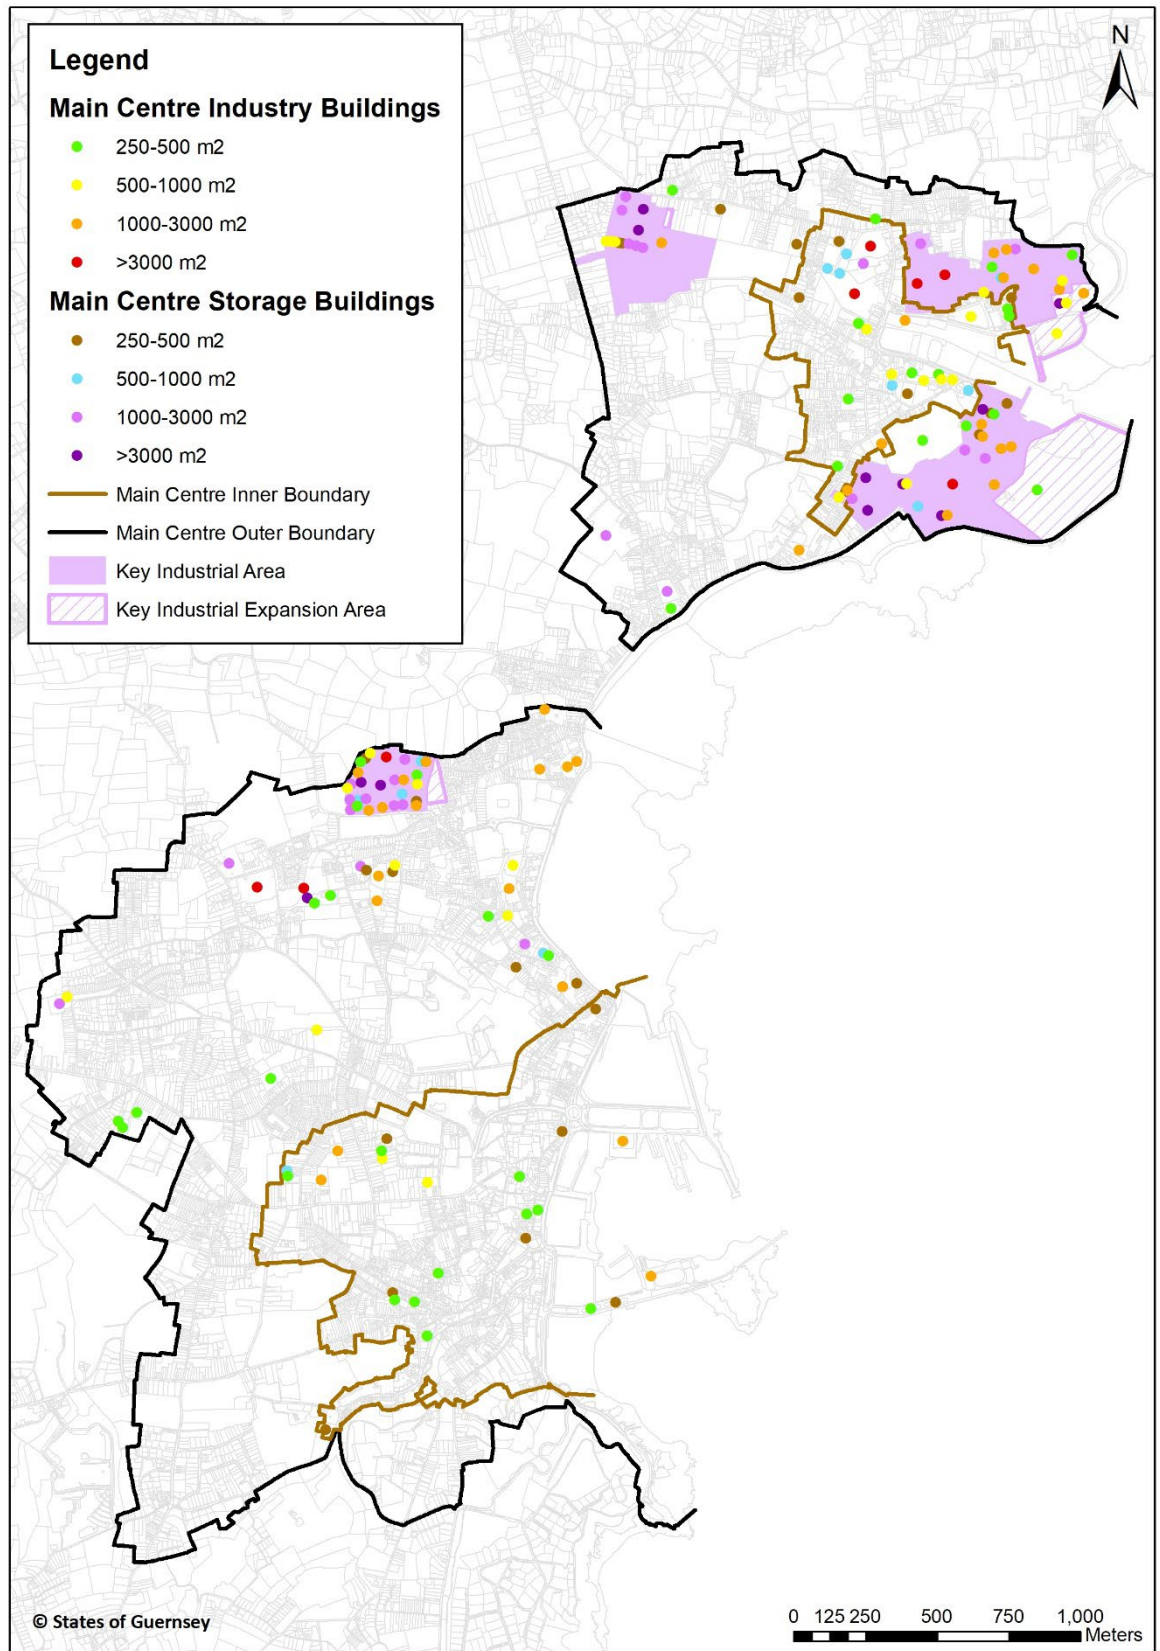 N
Legend
Main Centre Industry Buildings
250-500 m2
500-1000 m2
1000-3000 m2
>3000 m2
Main Centre Storage Buildings
250-500 m2
500-1000 m2
1000-3000 m2
>3000 m2
Main Centre Inner Boundary
Main Centre Outer Boundary
Key Industrial Area
Key Industrial Expansion Area
© States of Guernsey
0 125 250 500 750 1,000
Meters